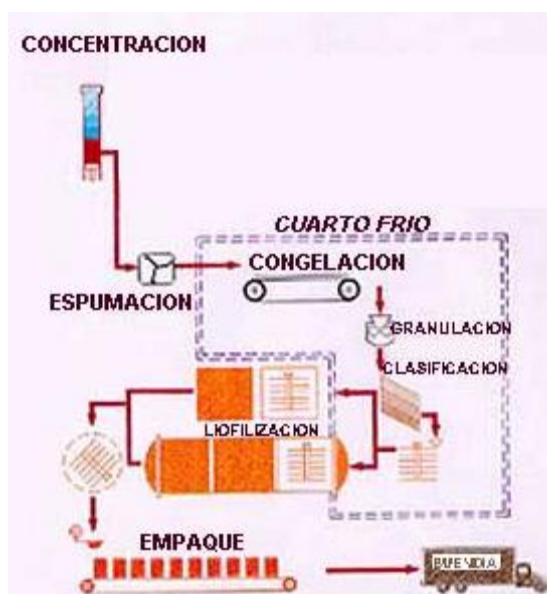 CONCENTRACION
CUARTO FRIO
CONGELACION
ESPUMACION
GRANULACION
CLASIFICACION
LIOFILIZACION
EMPAQUE